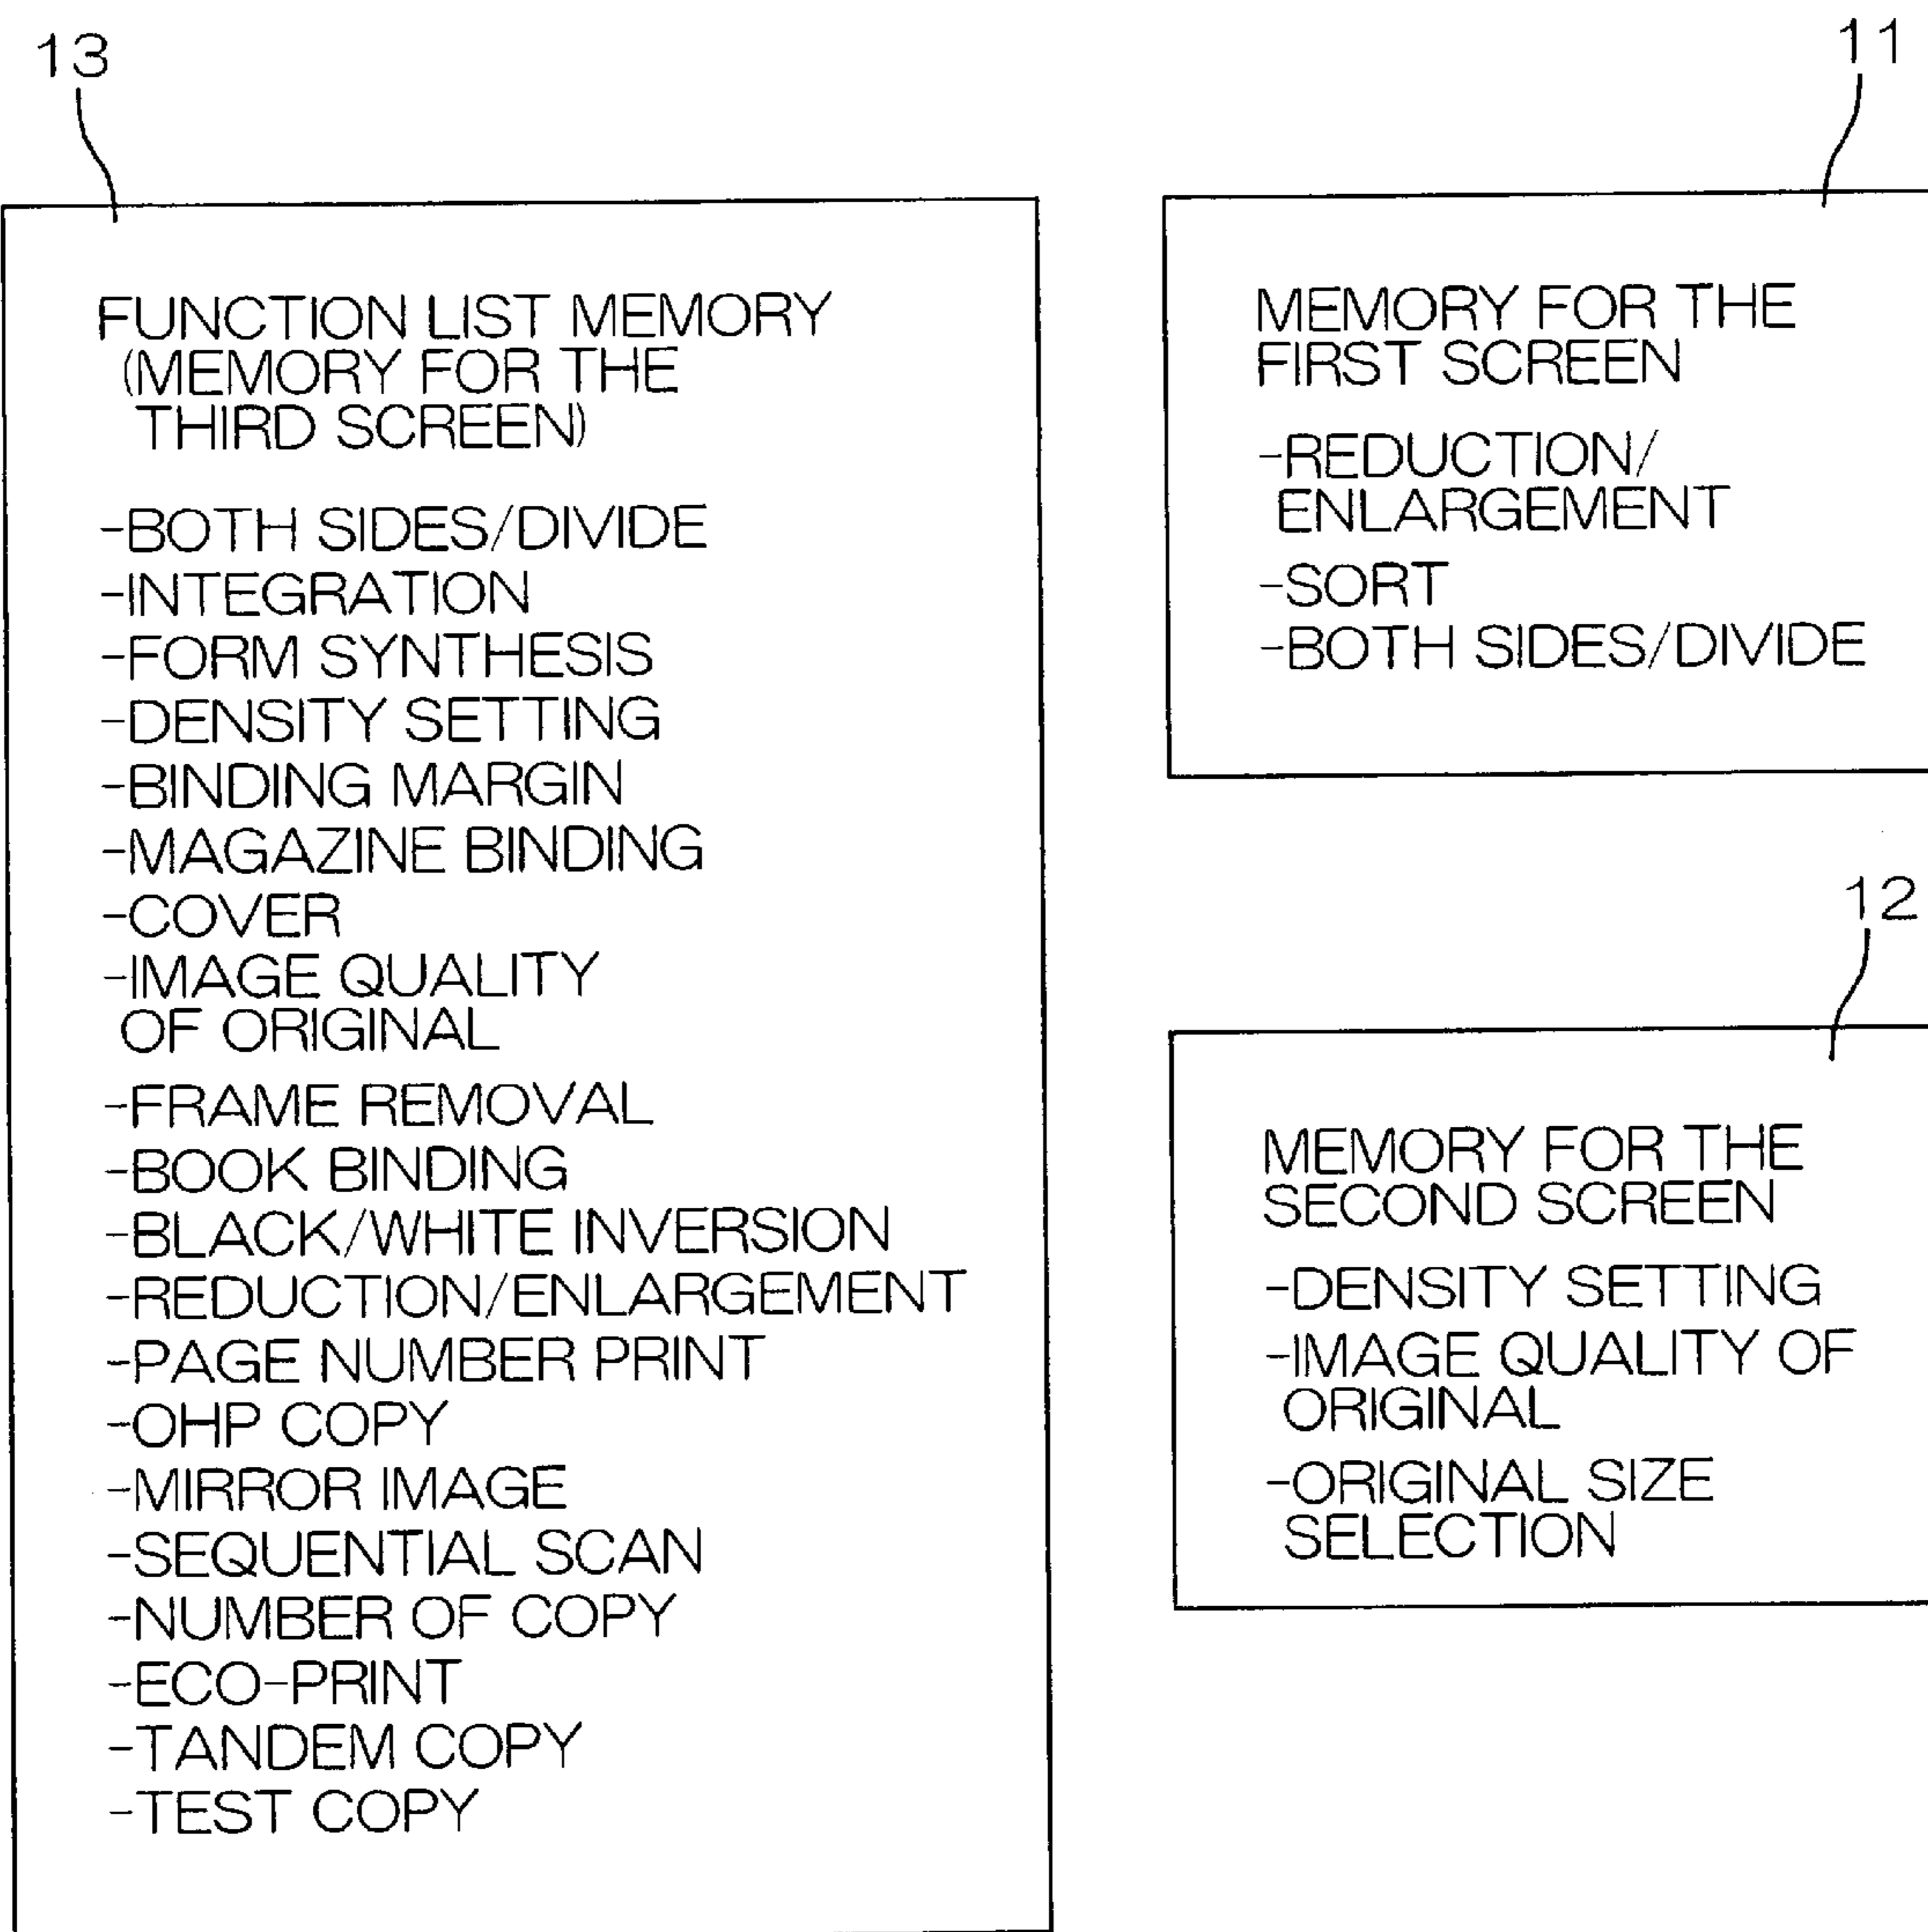 13
FUNCTION LIST MEMORY
(MEMORY FOR THE
THIRD SCREEN)
-BOTH SIDES/DIVIDE
-INTEGRATION
-FORM SYNTHESIS
-DENSITY SETTING
-BINDING MARGIN
-MAGAZINE BINDING
-COVER
-IMAGE QUALITY
OF ORIGINAL
-FRAME REMOVAL
-BOOK BINDING
-BLACK/WHITE INVERSION
-REDUCTION/ENLARGEMENT
-PAGE NUMBER PRINT
-OHP COPY
-MIRROR IMAGE
-SEQUENTIAL SCAN
-NUMBER OF COPY
-ECO-PRINT
-TANDEM COPY
-TEST COPY
11
MEMORY FOR THE
FIRST SCREEN
-REDUCTION/
ENLARGEMENT
-SORT
-BOTH SIDES/DIVIDE
12
MEMORY FOR THE
SECOND SCREEN
-DENSITY SETTING
-IMAGE QUALITY OF
ORIGINAL
-ORIGINAL SIZE
SELECTION